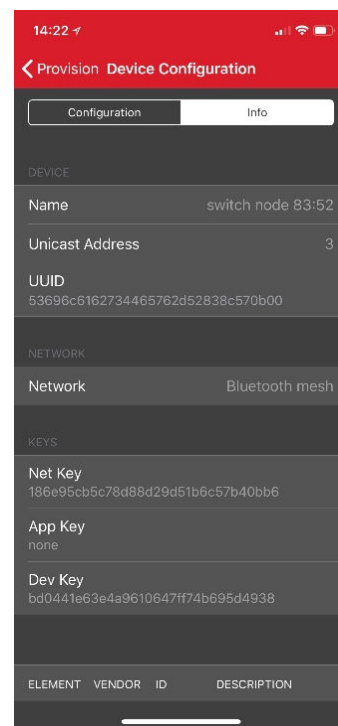 14:22
Provision Device Configuration
Configuration Info
DEVICE
Name switch node 83:52
Unicast Address 3
UUID
53696c6162734465762d52838c570b00
NETWORK
Network Bluetooth mesh
KEYS
Net Key
186e95cb5c78d88d29d51b6c57b40bb6
App Key
none
Dev Key
bd0441e63e4a9610647ff74b695d4938
ELEMENT VENDOR ID DESCRIPTION